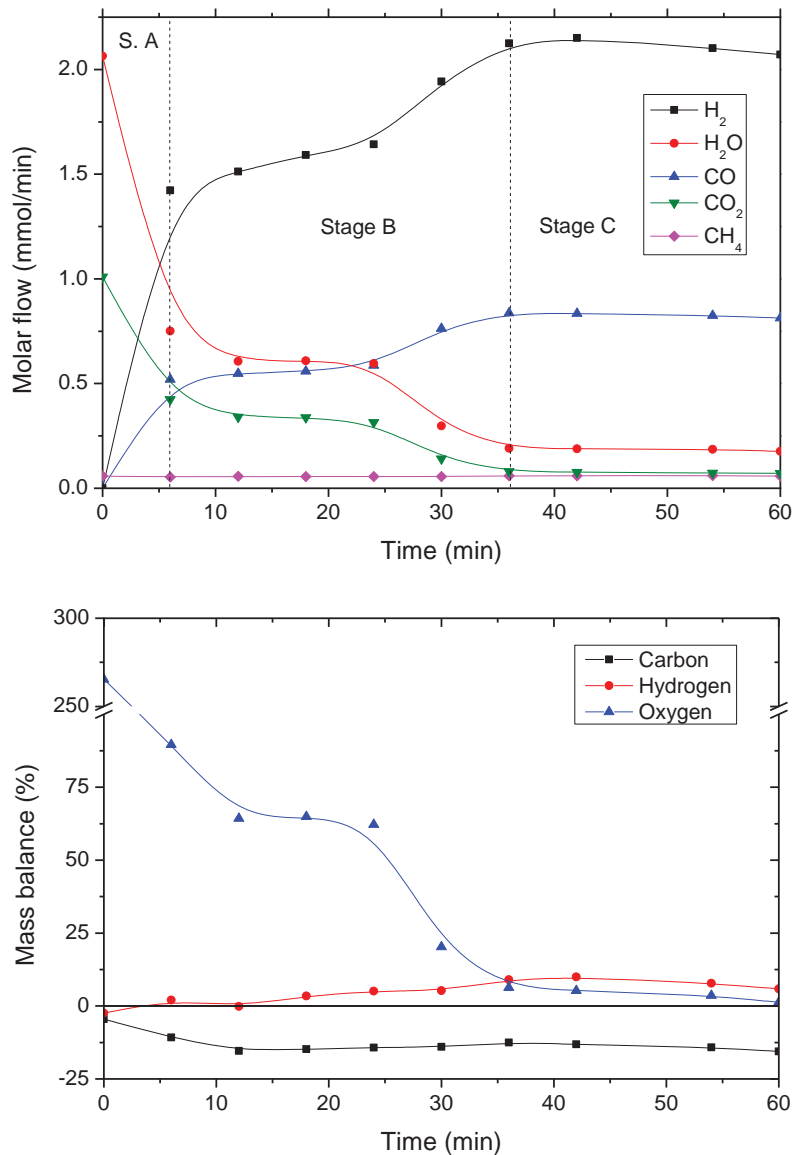 S. A
Stage B
Stage C
H2
H2O
CO
CO2
CH4
Molar flow (mmol/min)
2.0
1.5
1.0
0.5
0.0
0 10 20 30 40 50 60
Time (min)
Carbon
Hydrogen
Oxygen
Mass balance (%)
300
250
75
50
25
0
-25
0 10 20 30 40 50 60
Time (min)